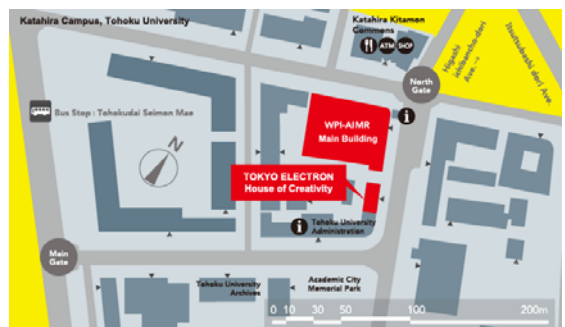 Katahira Campus, Tohoku University
Katahira Kitamon
Commons
ATM SHOP
Higashi
ichibancho-dori
Ave.→
Itsutsubashi dori Ave.
North
Gate
Bus Stop : Tohokudai Seimon Mae
WPI-AIMR
Main Building
N
TOKYO ELECTRON
House of Creativity
i
i
Tohoku University
Administration
Main
Gate
Tohoku University
Archives
Academic City
Memorial Park
0 10 30 50 100 200m